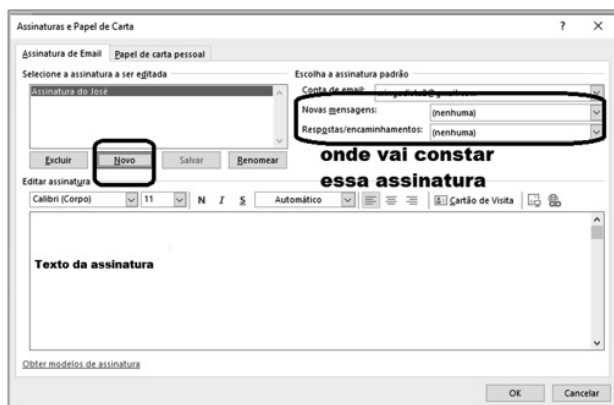 Assinaturas e Papel de Carta ? ×
Assinatura de Email Papel de carta pessoal
Selecione a assinatura a ser editada Escolha a assinatura padrão
Assinatura do José Conta de email:
Novas mensagens: (nenhuma)
Respostas/encaminhamentos: (nenhuma)
Excluir Novo Salvar Renomear
onde vai constar
essa assinatura
Editar assinatura
Calibri (Corpo) 11 N I S Automático Cartão de Visita
Texto da assinatura
Obter modelos de assinatura
OK Cancelar